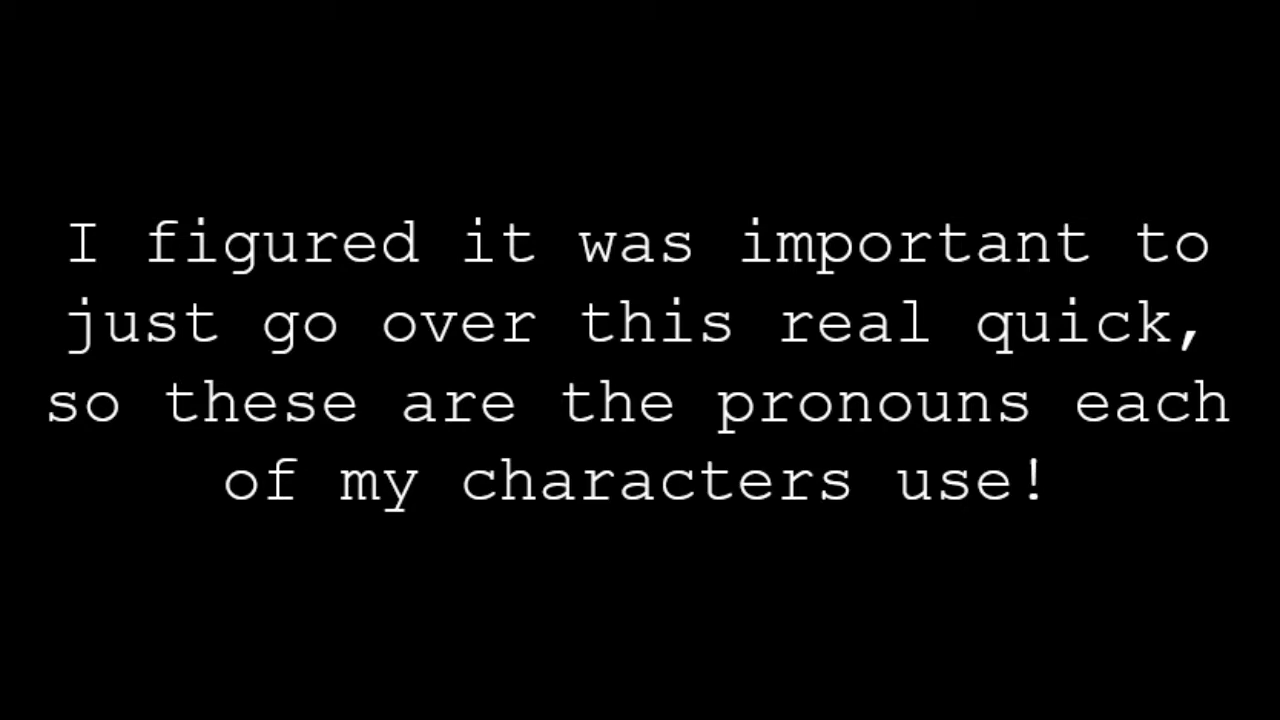 I figured it was important to
just go over this real quick,
so these are the pronouns each
of my characters use!